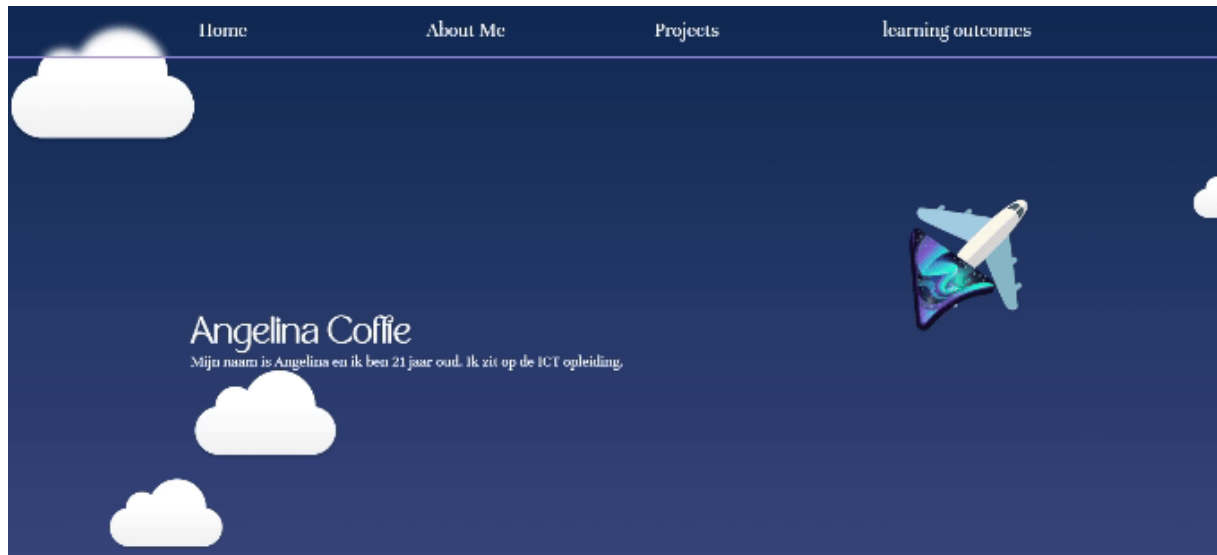 Home
About Me
Projects
learning outcomes
Angelina Coffie
Mijn naam is Angelina en ik ben 21 jaar oud. Ik zit op de ICT opleiding.